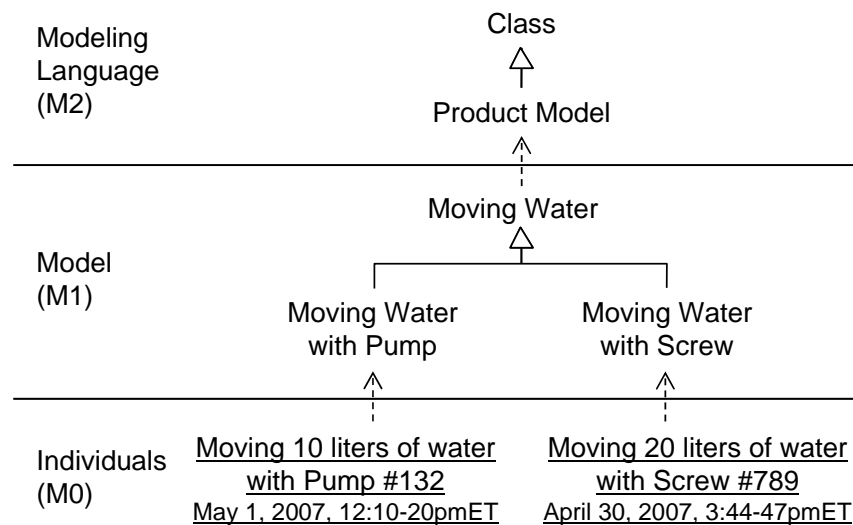 Modeling
Language
(M2)
Class
Product Model
Model
(M1)
Moving Water
Moving Water
with Pump
Moving Water
with Screw
Individuals
(M0)
Moving 10 liters of water
with Pump #132
May 1, 2007, 12:10-20pmET
Moving 20 liters of water
with Screw #789
April 30, 2007, 3:44-47pmET